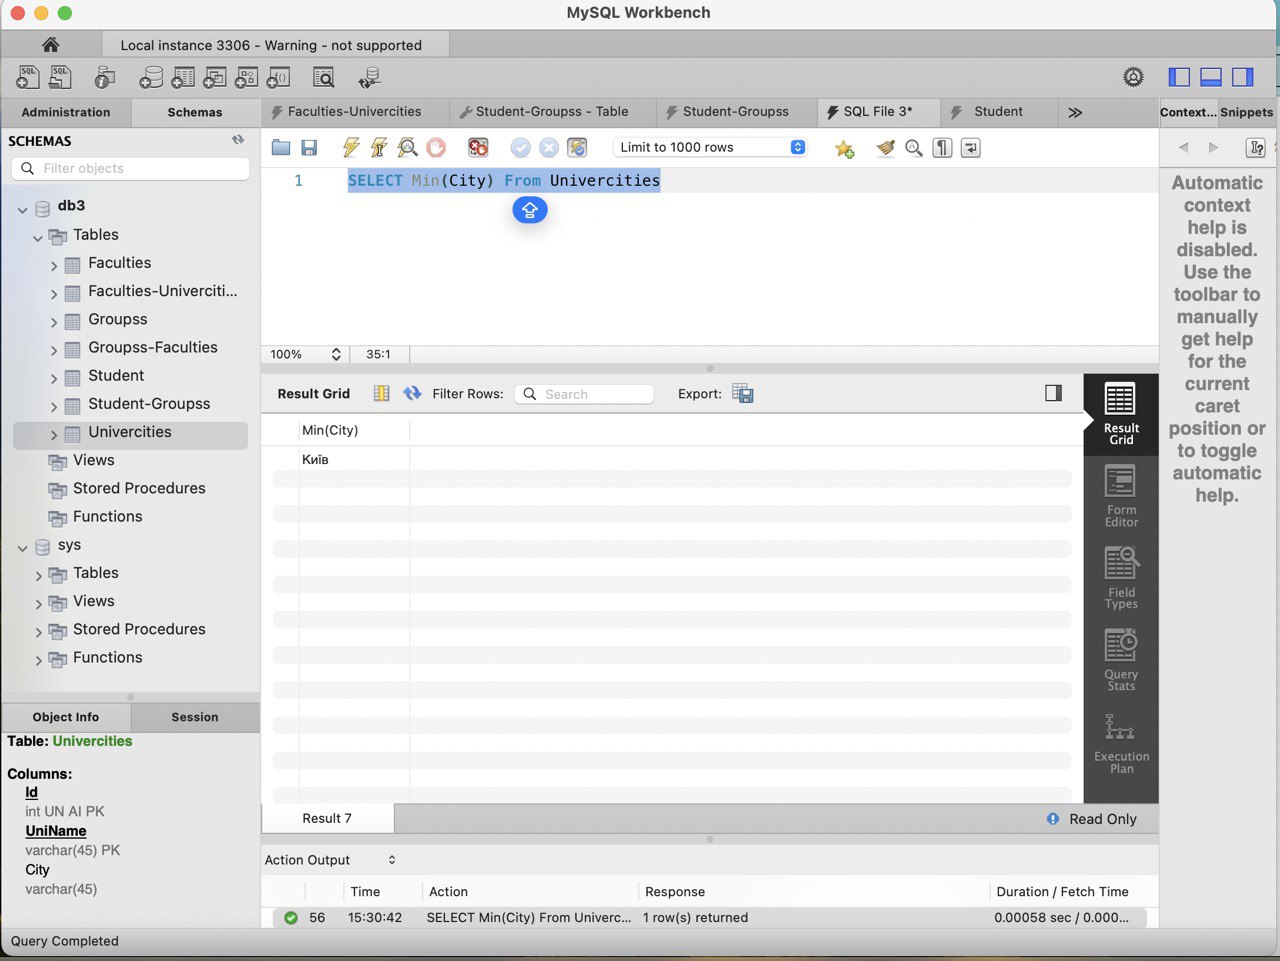 MySQL Workbench
Local instance 3306 - Warning - not supported
Administration
Schemas
Faculties-Univercities
Student-Groupss - Table
Student-Groupss
SQL File 3*
Student
Context...
Snippets
SCHEMAS
Filter objects
Limit to 1000 rows
1 SELECT Min(City) From Univercities
db3
Tables
Faculties
Faculties-Univerciti...
Groupss
Groupss-Faculties
Student
Student-Groupss
Univercities
Views
Stored Procedures
Functions
sys
Tables
Views
Stored Procedures
Functions
100%
35:1
Result Grid
Filter Rows:
Search
Export:
Min(City)
Київ
Result
Grid
Form
Editor
Field
Types
Query
Stats
Execution
Plan
Automatic
context
help is
disabled.
Use the
toolbar to
manually
get help
for the
current
caret
position or
to toggle
automatic
help.
Object Info
Session
Table: Univercities
Columns:
Id
int UN AI PK
UniName
varchar(45) PK
City
varchar(45)
Result 7
Read Only
Action Output
Time
Action
Response
Duration / Fetch Time
56
15:30:42
SELECT Min(City) From Univerc...
1 row(s) returned
0.00058 sec / 0.000...
Query Completed